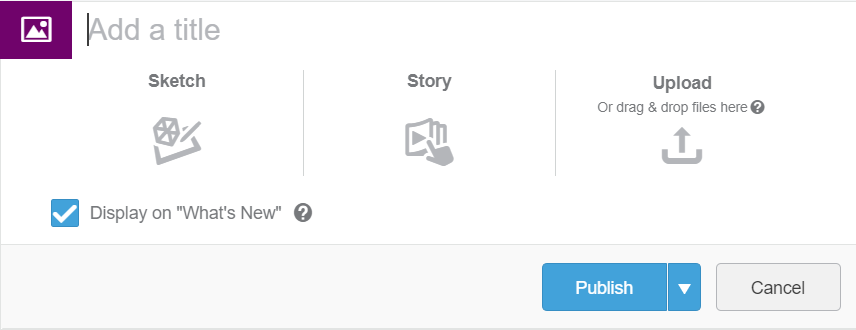 Add a title
Sketch
Story
Upload
Or drag & drop files here ?
Display on "What's New" ?
Publish
Cancel